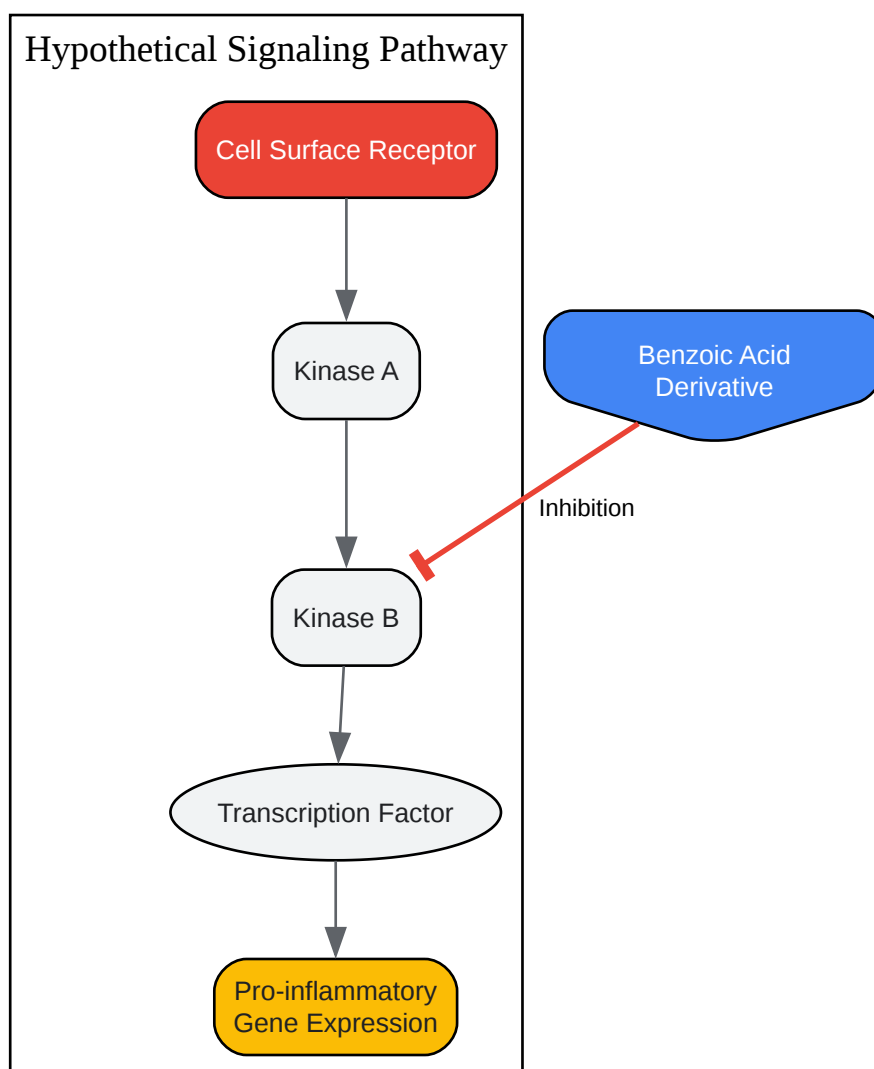 Hypothetical Signaling Pathway
Cell Surface Receptor
Kinase A
Benzoic Acid
Derivative
Inhibition
Kinase B
Transcription Factor
Pro-inflammatory
Gene Expression